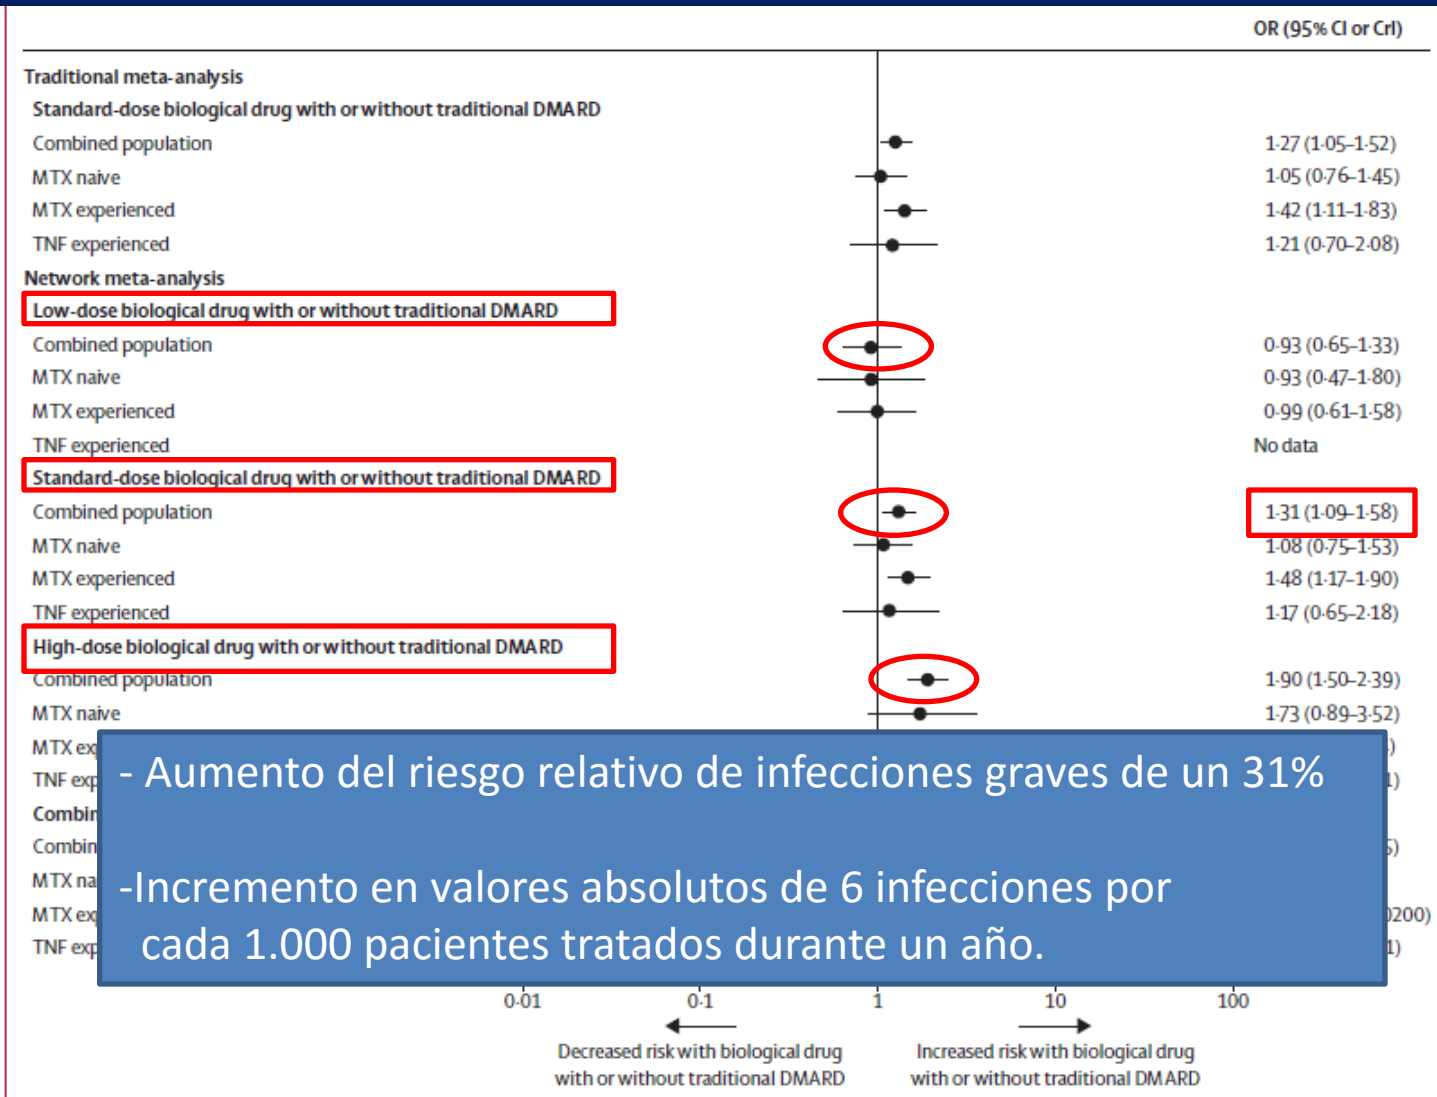 OR (95% CI or CrI)
Traditional meta-analysis
Standard-dose biological drug with or without traditional DMARD
Combined population 1·27 (1·05–1·52)
MTX naive 1·05 (0·76–1·45)
MTX experienced 1·42 (1·11–1·83)
TNF experienced 1·21 (0·70–2·08)
Network meta-analysis
Low-dose biological drug with or without traditional DMARD
Combined population 0·93 (0·65–1·33)
MTX naive 0·93 (0·47–1·80)
MTX experienced 0·99 (0·61–1·58)
TNF experienced No data
Standard-dose biological drug with or without traditional DMARD
Combined population 1·31 (1·09–1·58)
MTX naive 1·08 (0·75–1·53)
MTX experienced 1·48 (1·17–1·90)
TNF experienced 1·17 (0·65–2·18)
High-dose biological drug with or without traditional DMARD
Combined population 1·90 (1·50–2·39)
MTX naive 1·73 (0·89–3·52)
MTX
TNF
- Aumento del riesgo relativo de infecciones graves de un 31%
MTX
-Incremento en valores absolutos de 6 infecciones por
MTX
cada 1.000 pacientes tratados durante un año.
TNF
0·01 0·1 1 10 100
Decreased risk with biological drug
with or without traditional DMARD
Increased risk with biological drug
with or without traditional DMARD